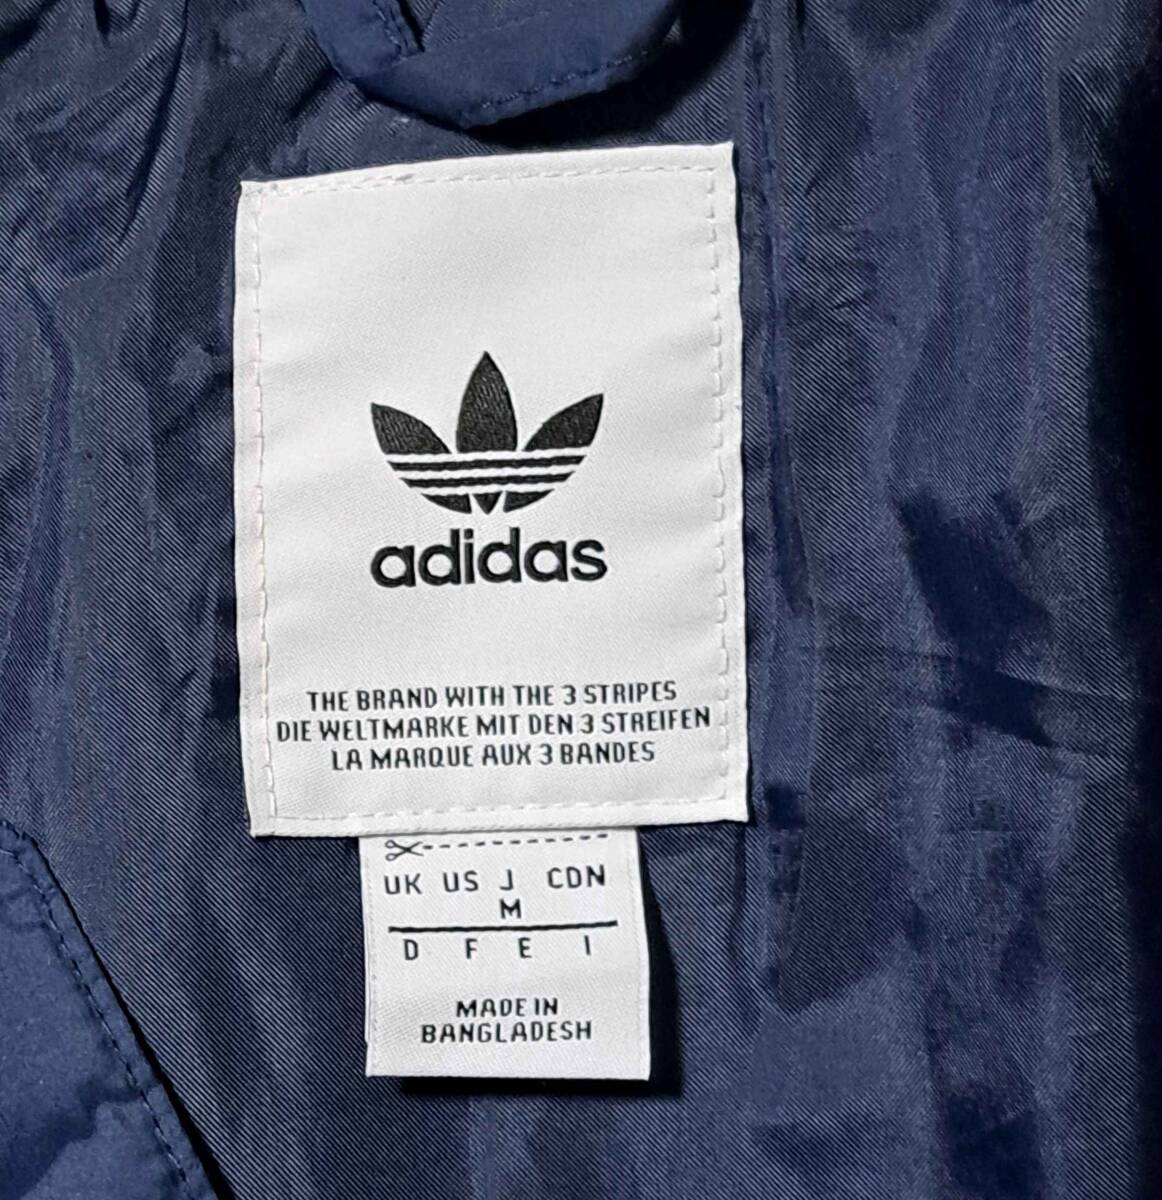 adidas
THE BRAND WITH THE 3 STRIPES
DIE WELTMARKE MIT DEN 3 STREIFEN
LA MARQUE AUX 3 BANDES
UK US J CDN
M
D F E I
MADE IN
BANGLADESH